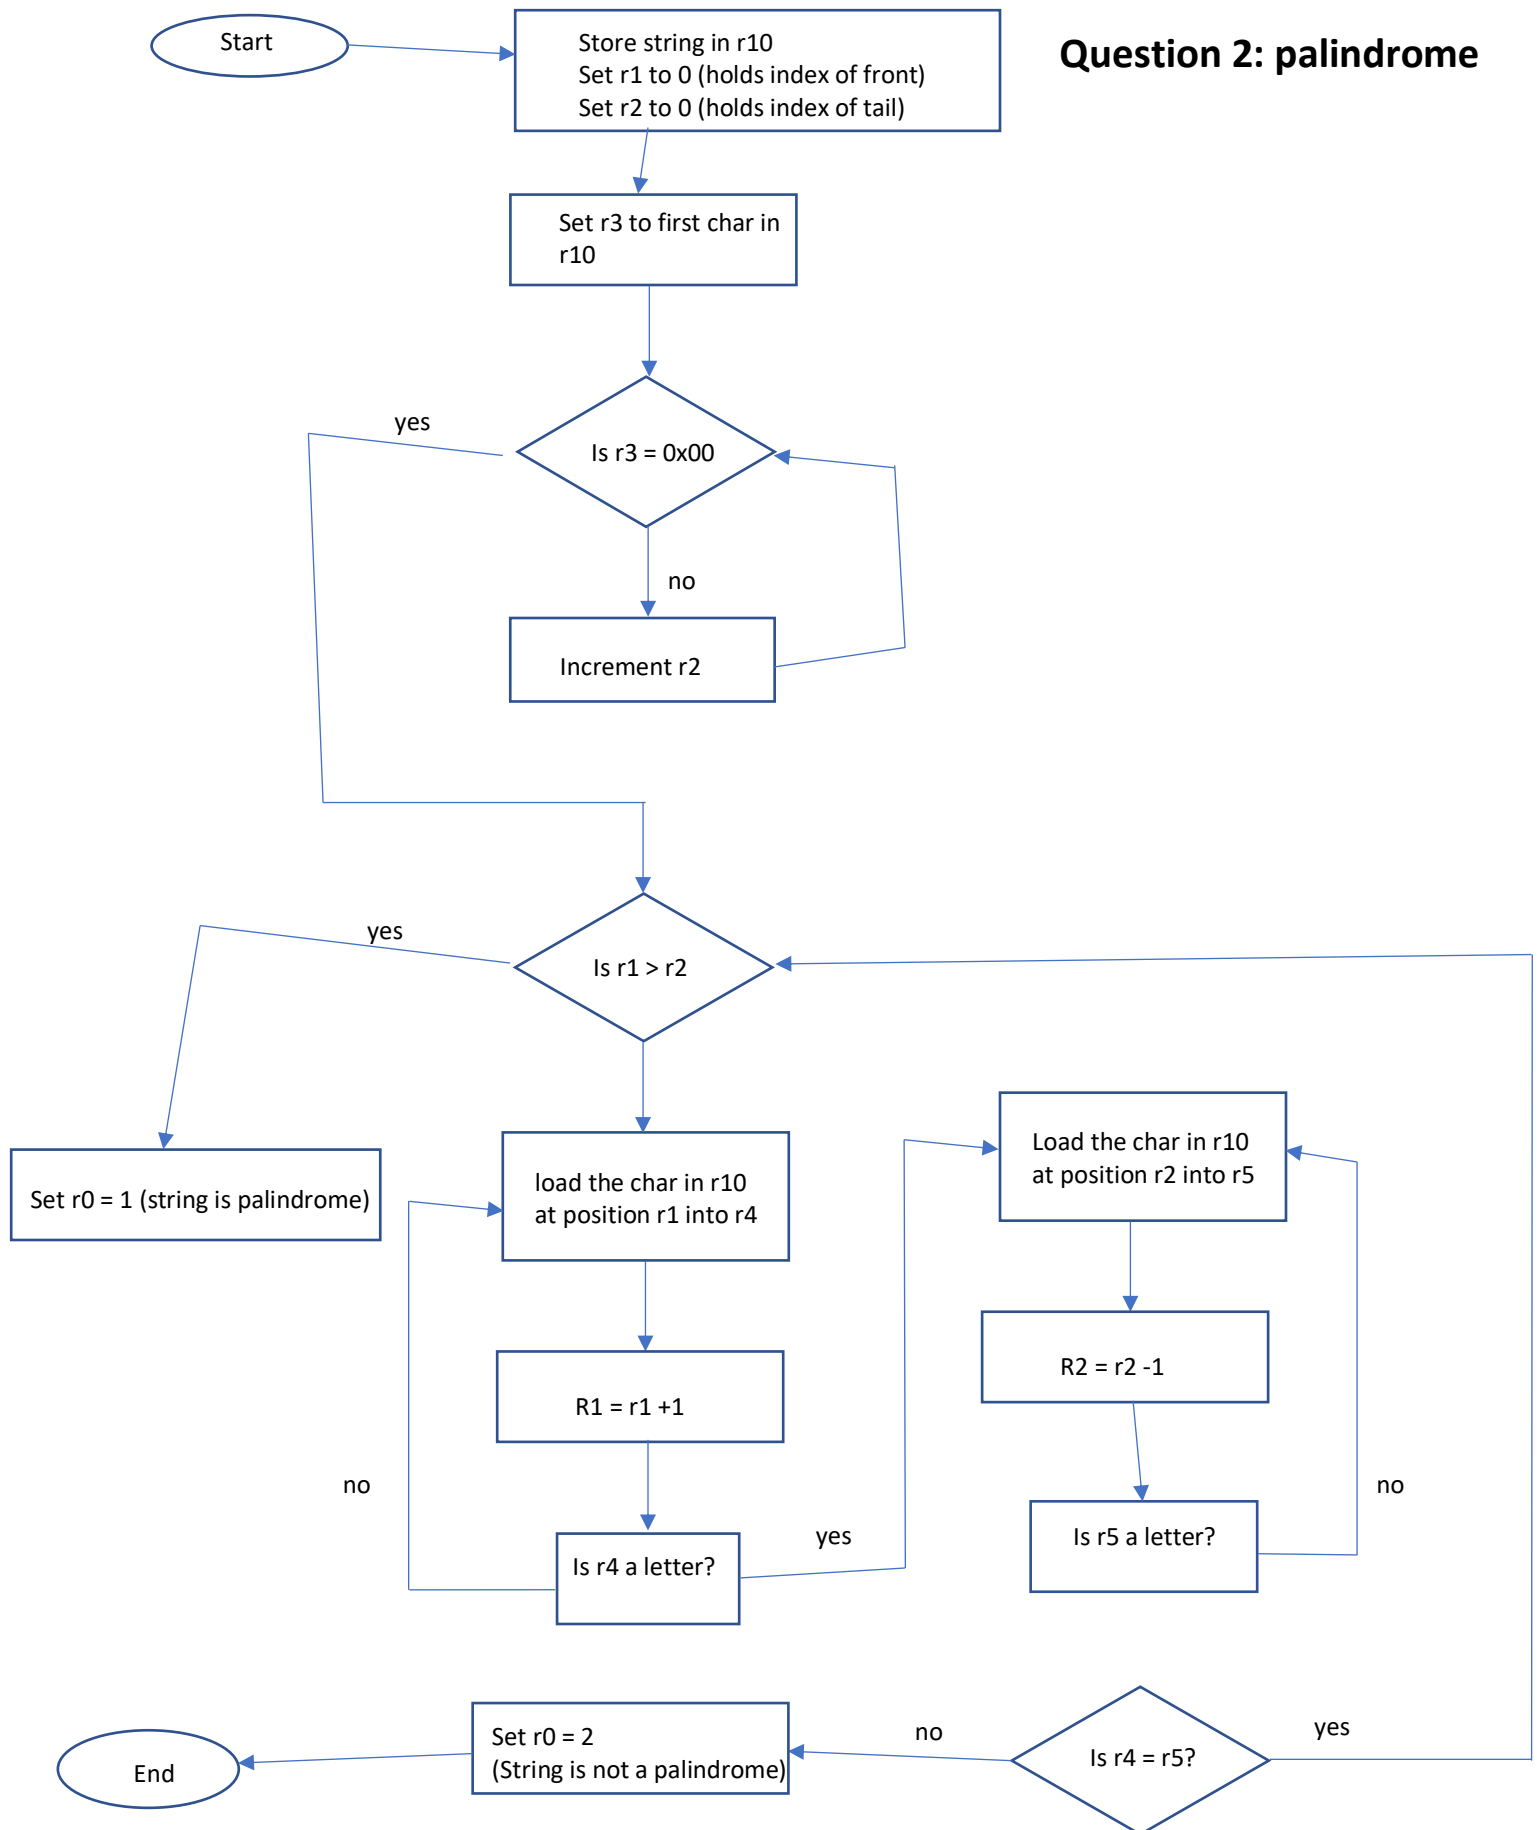 Start
Store string in r10
Set r1 to 0 (holds index of front)
Set r2 to 0 (holds index of tail)
Question 2: palindrome
Set r3 to first char in
r10
yes
Is r3 = 0x00
no
Increment r2
yes
Is r1 > r2
Set r0 = 1 (string is palindrome)
load the char in r10
at position r1 into r4
Load the char in r10
at position r2 into r5
R1 = r1 +1
R2 = r2 -1
no
Is r4 a letter?
yes
Is r5 a letter?
no
End
Set r0 = 2
(String is not a palindrome)
no
Is r4 = r5?
yes